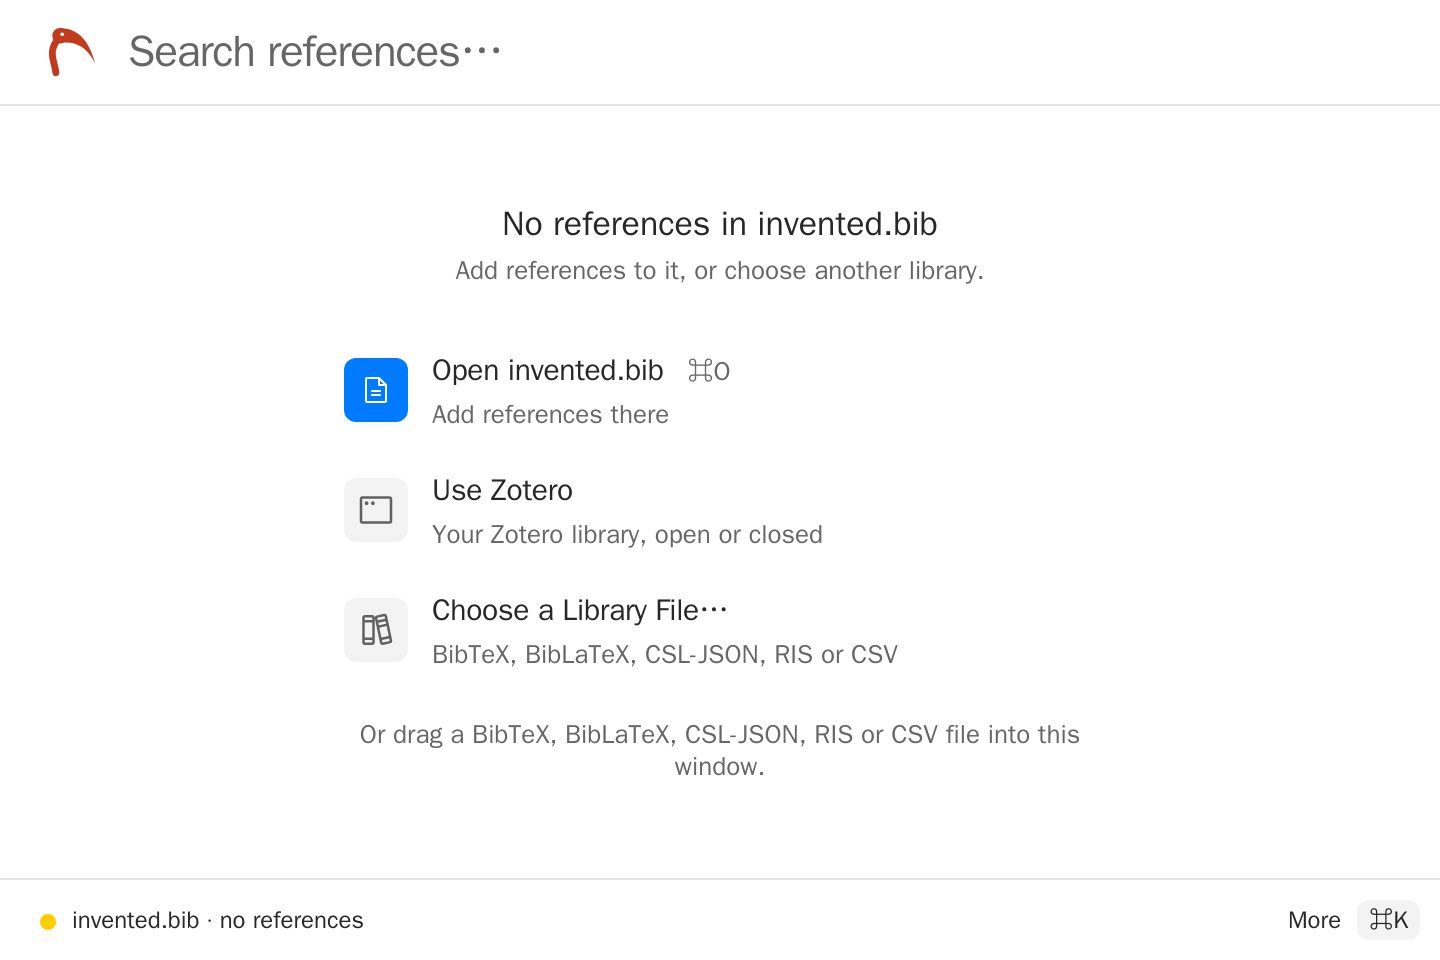 Search references…
No references in invented.bib
Add references to it, or choose another library.
Open invented.bib ⌘O
Add references there
Use Zotero
Your Zotero library, open or closed
Choose a Library File…
BibTeX, BibLaTeX, CSL-JSON, RIS or CSV
Or drag a BibTeX, BibLaTeX, CSL-JSON, RIS or CSV file into this
window.
invented.bib · no references
More ⌘K